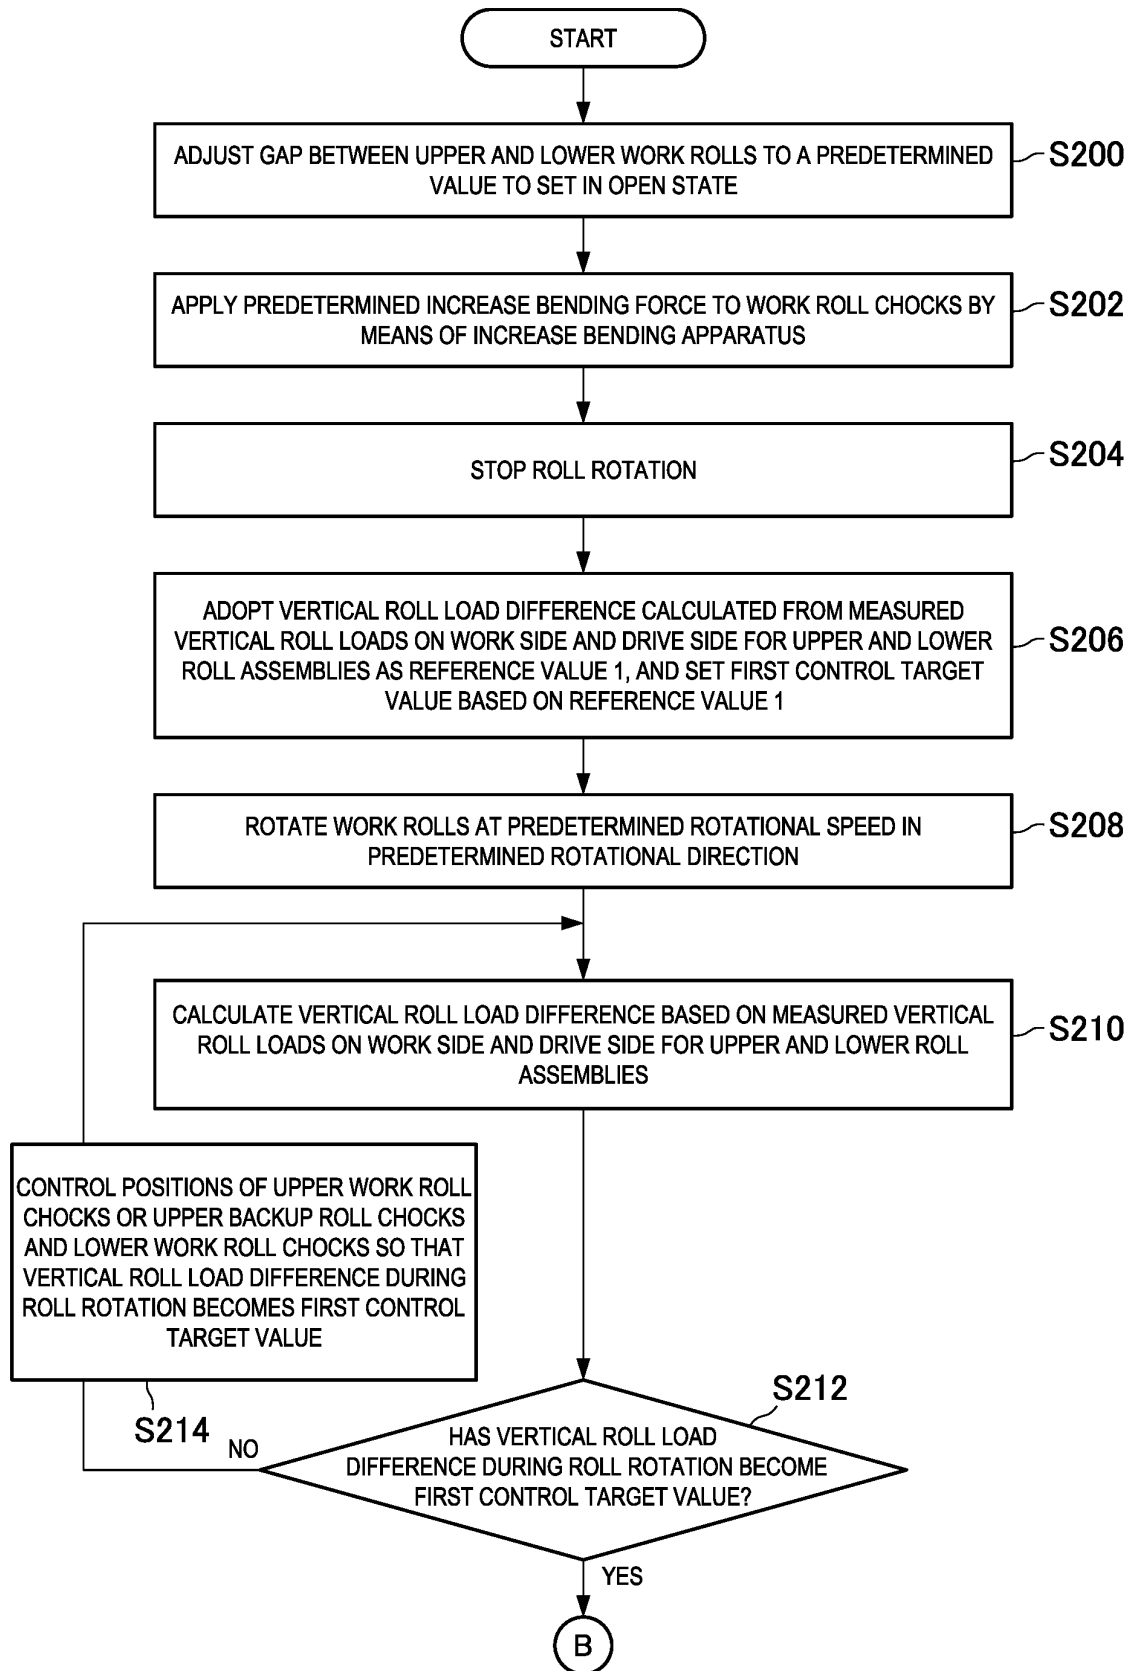 START
ADJUST GAP BETWEEN UPPER AND LOWER WORK ROLLS TO A PREDETERMINED
VALUE TO SET IN OPEN STATE
S200
APPLY PREDETERMINED INCREASE BENDING FORCE TO WORK ROLL CHOCKS BY
MEANS OF INCREASE BENDING APPARATUS
S202
STOP ROLL ROTATION
S204
ADOPT VERTICAL ROLL LOAD DIFFERENCE CALCULATED FROM MEASURED
VERTICAL ROLL LOADS ON WORK SIDE AND DRIVE SIDE FOR UPPER AND LOWER
ROLL ASSEMBLIES AS REFERENCE VALUE 1, AND SET FIRST CONTROL TARGET
VALUE BASED ON REFERENCE VALUE 1
S206
ROTATE WORK ROLLS AT PREDETERMINED ROTATIONAL SPEED IN
PREDETERMINED ROTATIONAL DIRECTION
S208
CALCULATE VERTICAL ROLL LOAD DIFFERENCE BASED ON MEASURED VERTICAL
ROLL LOADS ON WORK SIDE AND DRIVE SIDE FOR UPPER AND LOWER ROLL
ASSEMBLIES
S210
CONTROL POSITIONS OF UPPER WORK ROLL
CHOCKS OR UPPER BACKUP ROLL CHOCKS
AND LOWER WORK ROLL CHOCKS SO THAT
VERTICAL ROLL LOAD DIFFERENCE DURING
ROLL ROTATION BECOMES FIRST CONTROL
TARGET VALUE
S214
S212
HAS VERTICAL ROLL LOAD
DIFFERENCE DURING ROLL ROTATION BECOME
FIRST CONTROL TARGET VALUE?
NO
YES
B